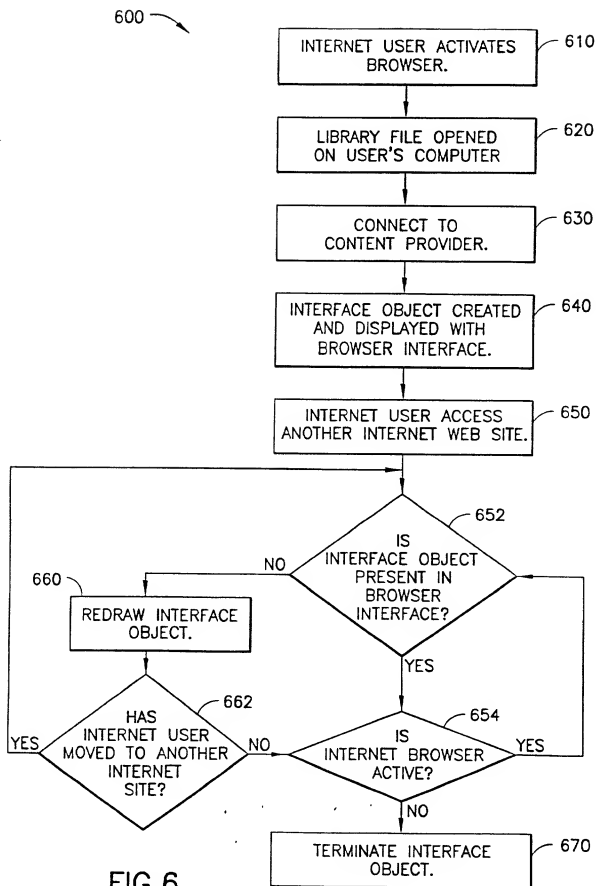 600
INTERNET USER ACTIVATES
BROWSER.
610
LIBRARY FILE OPENED
ON USER'S COMPUTER
620
CONNECT TO
CONTENT PROVIDER.
630
INTERFACE OBJECT CREATED
AND DISPLAYED WITH
BROWSER INTERFACE.
640
INTERNET USER ACCESS
ANOTHER INTERNET WEB SITE.
650
652
IS
INTERFACE OBJECT
PRESENT IN
BROWSER
INTERFACE?
NO
YES
660
REDRAW INTERFACE
OBJECT.
662
HAS
INTERNET USER
MOVED TO ANOTHER
INTERNET
SITE?
YES
NO
654
IS
INTERNET BROWSER
ACTIVE?
YES
NO
TERMINATE INTERFACE
OBJECT.
670
FIG.6